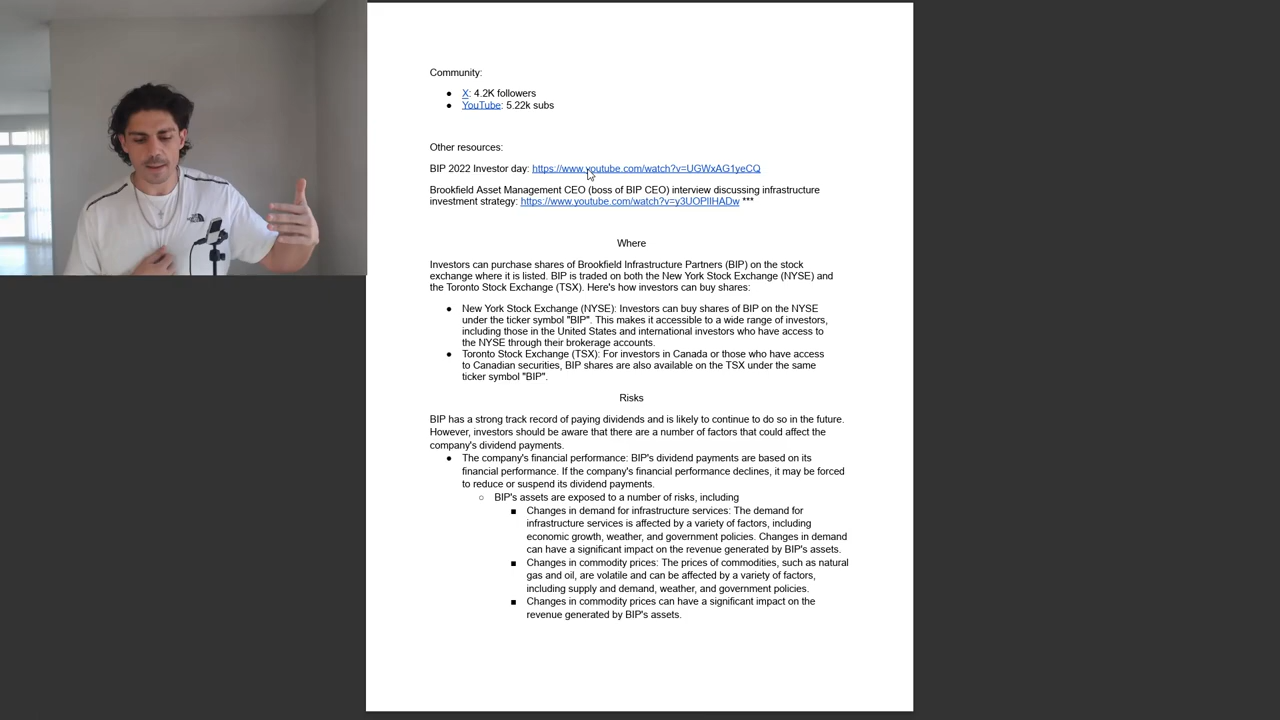 Community:
● X: 4.2K followers
● YouTube: 5.22k subs
Other resources:
BIP 2022 Investor day: https://www.youtube.com/watch?v=UGWxAG1yeCQ
Brookfield Asset Management CEO (boss of BIP CEO) interview discussing infrastructure
investment strategy: https://www.youtube.com/watch?v=y3UOPIIHADw ***
Where
Investors can purchase shares of Brookfield Infrastructure Partners (BIP) on the stock
exchange where it is listed. BIP is traded on both the New York Stock Exchange (NYSE) and
the Toronto Stock Exchange (TSX). Here's how investors can buy shares:
● New York Stock Exchange (NYSE): Investors can buy shares of BIP on the NYSE
under the ticker symbol "BIP". This makes it accessible to a wide range of investors,
including those in the United States and international investors who have access to
the NYSE through their brokerage accounts.
● Toronto Stock Exchange (TSX): For investors in Canada or those who have access
to Canadian securities, BIP shares are also available on the TSX under the same
ticker symbol "BIP".
Risks
BIP has a strong track record of paying dividends and is likely to continue to do so in the future.
However, investors should be aware that there are a number of factors that could affect the
company's dividend payments.
● The company's financial performance: BIP's dividend payments are based on its
financial performance. If the company's financial performance declines, it may be forced
to reduce or suspend its dividend payments.
○ BIP's assets are exposed to a number of risks, including
■ Changes in demand for infrastructure services: The demand for
infrastructure services is affected by a variety of factors, including
economic growth, weather, and government policies. Changes in demand
can have a significant impact on the revenue generated by BIP's assets.
■ Changes in commodity prices: The prices of commodities, such as natural
gas and oil, are volatile and can be affected by a variety of factors,
including supply and demand, weather, and government policies.
■ Changes in commodity prices can have a significant impact on the
revenue generated by BIP's assets.